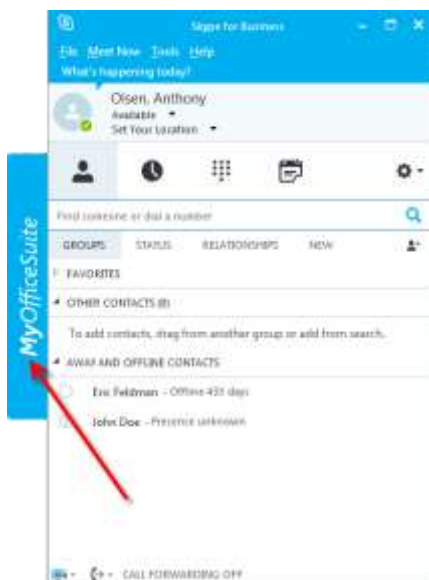 Skype for Business
File Meet Now Tools Help
What's happening today?
Olsen, Anthony
Available
Set Your Location
Find someone or dial a number
GROUPS STATUS RELATIONSHIPS NEW
FAVORITES
OTHER CONTACTS (0)
To add contacts, drag from another group or add from search.
AWAY AND OFFLINE CONTACTS
Eric Feldman - Offline 433 days
John Doe - Presence unknown
CALL FORWARDING OFF
MyOfficeSuite